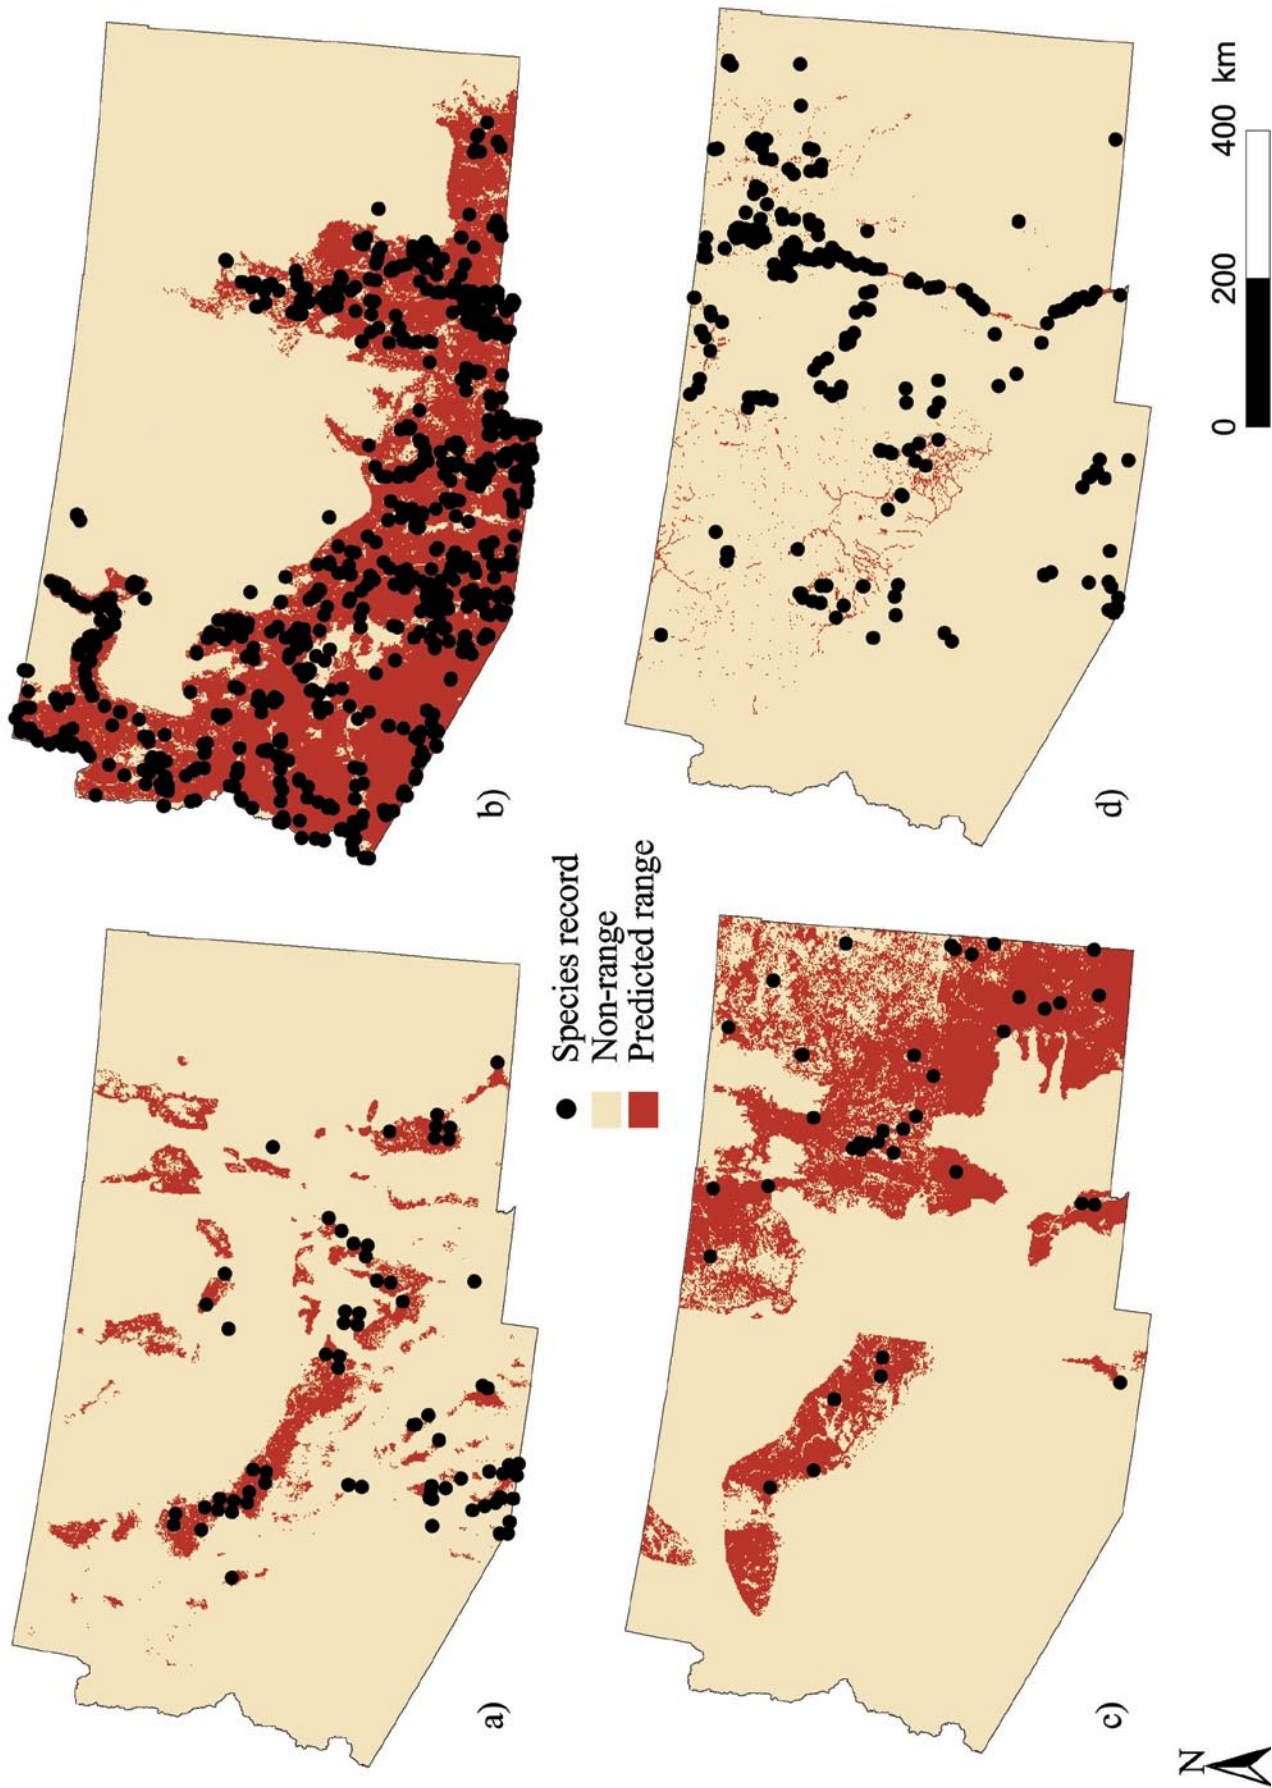 a)
b)
Species record
Non-range
Predicted range
c)
d)
N
0 200 400 km